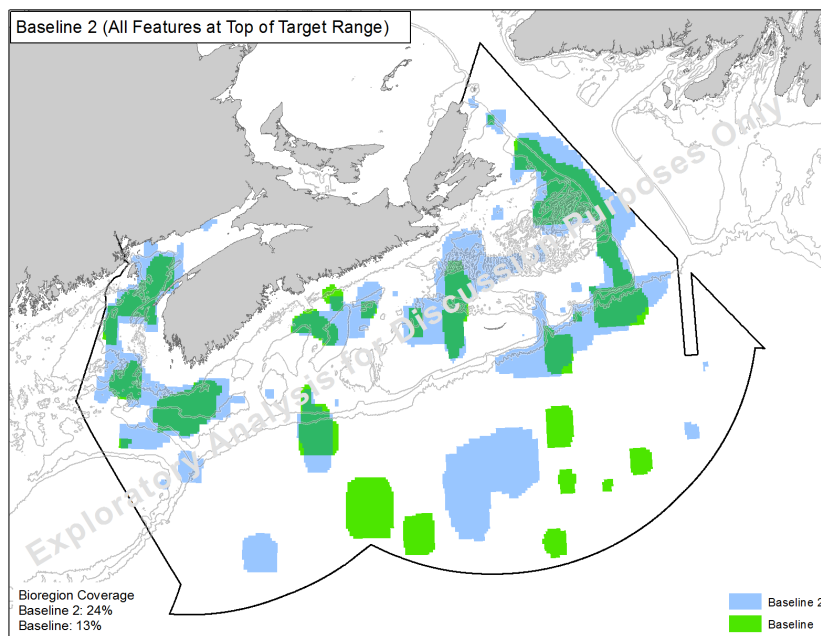 Baseline 2 (All Features at Top of Target Range)
Exploratory Analysis for Discussion Purposes Only
Bioregion Coverage
Baseline 2: 24%
Baseline: 13%
Baseline 2
Baseline